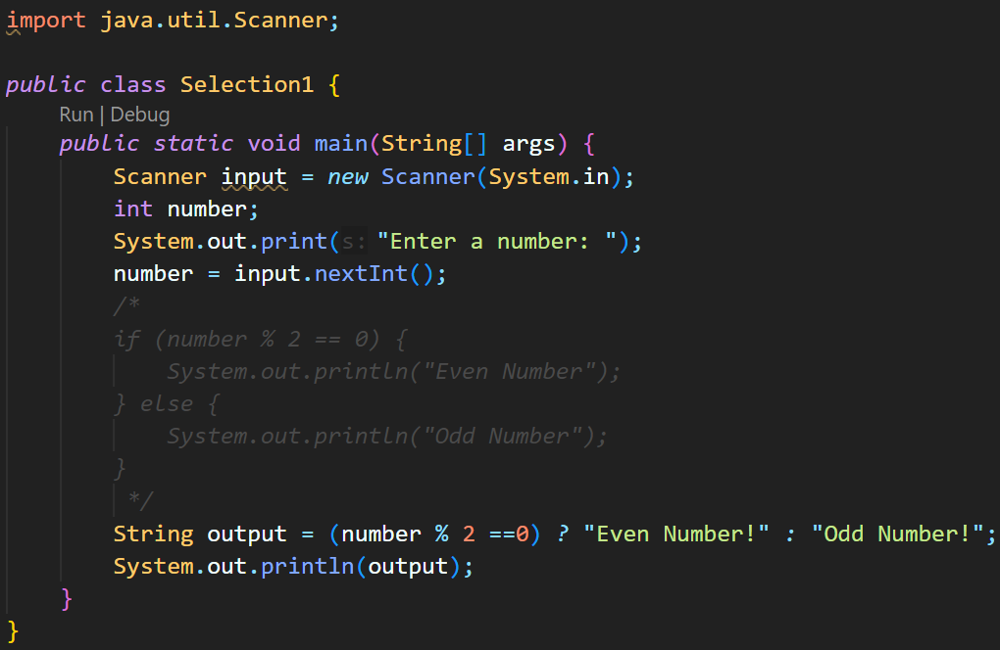 import java.util.Scanner;
public class Selection1 {
Run | Debug
public static void main(String[] args) {
Scanner input = new Scanner(System.in);
int number;
System.out.print(s: "Enter a number: ");
number = input.nextInt();
/*
if (number % 2 == 0) {
System.out.println("Even Number");
} else {
System.out.println("Odd Number");
}
*/
String output = (number % 2 ==0) ? "Even Number!" : "Odd Number!";
System.out.println(output);
}
}